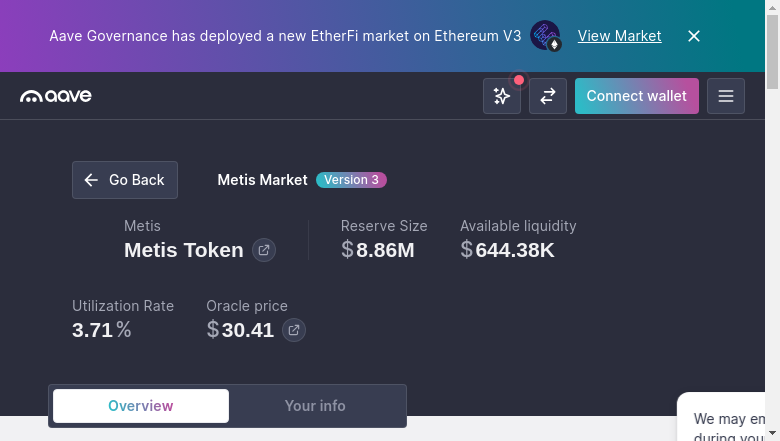 Aave Governance has deployed a new EtherFi market on Ethereum V3 View Market
aave Connect wallet
Go Back Metis Market Version 3
Metis Reserve Size Available liquidity
Metis Token $8.86M $644.38K
Utilization Rate Oracle price
3.71% $30.41
Overview Your info
We may em
during you